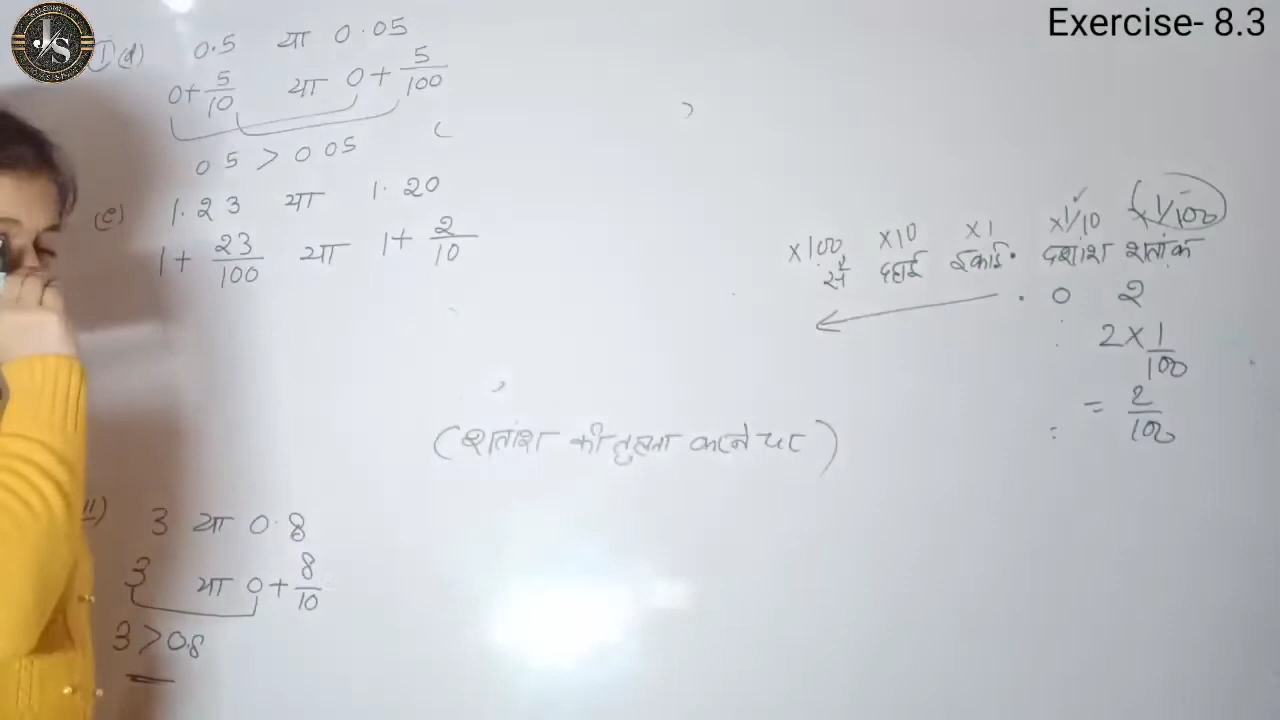 Exercise- 8.3
J/S
(d) 0.5 या 0.05
0+5/10 या 0+5/100
0 5 > 0 05
(e) 1.23 या 1.20
1+ 23/100 या 1+ 2/10
×100 ×10 ×1 ×1/10 ×1/100
सै दहाई इकाई. दशांश शतांक
. 0 2
2×1/100
= 2/100
(शतांश की तुलना करने पर)
3 या 0.8
3 या 0+8/10
3 > 08